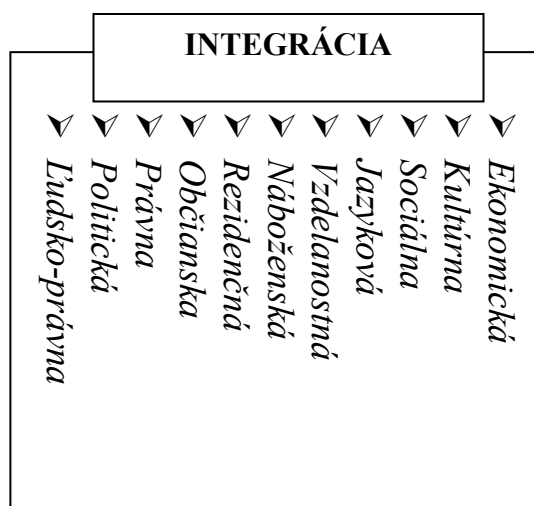 INTEGRÁCIA
Ekonomická
Kultúrna
Sociálna
Jazyková
Vzdelanostná
Náboženská
Rezidenčná
Občianska
Právna
Politická
Ľudsko-právna